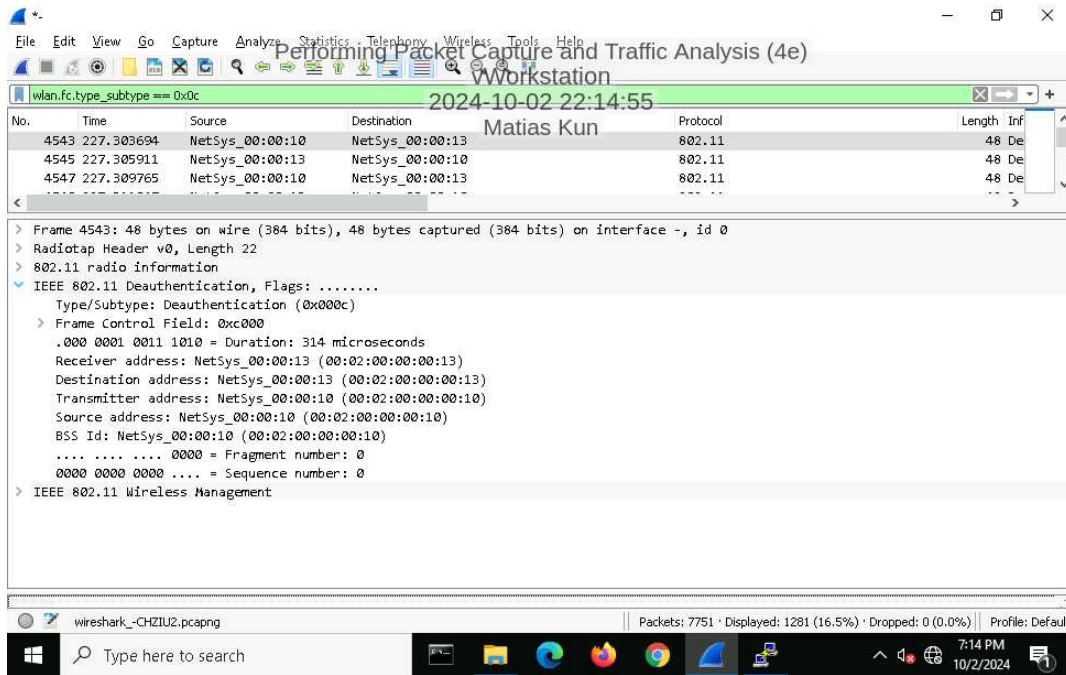 *-
File Edit View Go Capture Analyze Statistics Telephony Wireless Tools Help
Performing Packet Capture and Traffic Analysis (4e)
vWorkstation
2024-10-02 22:14:55
Matias Kun
wlan.fc.type_subtype == 0x0c
No. Time Source Destination Protocol Length Inf
4543 227.303694 NetSys_00:00:10 NetSys_00:00:13 802.11 48 De
4545 227.305911 NetSys_00:00:13 NetSys_00:00:10 802.11 48 De
4547 227.309765 NetSys_00:00:10 NetSys_00:00:13 802.11 48 De
> Frame 4543: 48 bytes on wire (384 bits), 48 bytes captured (384 bits) on interface -, id 0
> Radiotap Header v0, Length 22
> 802.11 radio information
IEEE 802.11 Deauthentication, Flags: ........
Type/Subtype: Deauthentication (0x000c)
> Frame Control Field: 0xc000
.000 0001 0011 1010 = Duration: 314 microseconds
Receiver address: NetSys_00:00:13 (00:02:00:00:00:13)
Destination address: NetSys_00:00:13 (00:02:00:00:00:13)
Transmitter address: NetSys_00:00:10 (00:02:00:00:00:10)
Source address: NetSys_00:00:10 (00:02:00:00:00:10)
BSS Id: NetSys_00:00:10 (00:02:00:00:00:10)
.... .... .... 0000 = Fragment number: 0
0000 0000 0000 .... = Sequence number: 0
> IEEE 802.11 Wireless Management
wireshark_-CHZIU2.pcapng Packets: 7751 · Displayed: 1281 (16.5%) · Dropped: 0 (0.0%) Profile: Defaul
Type here to search
7:14 PM
10/2/2024
1